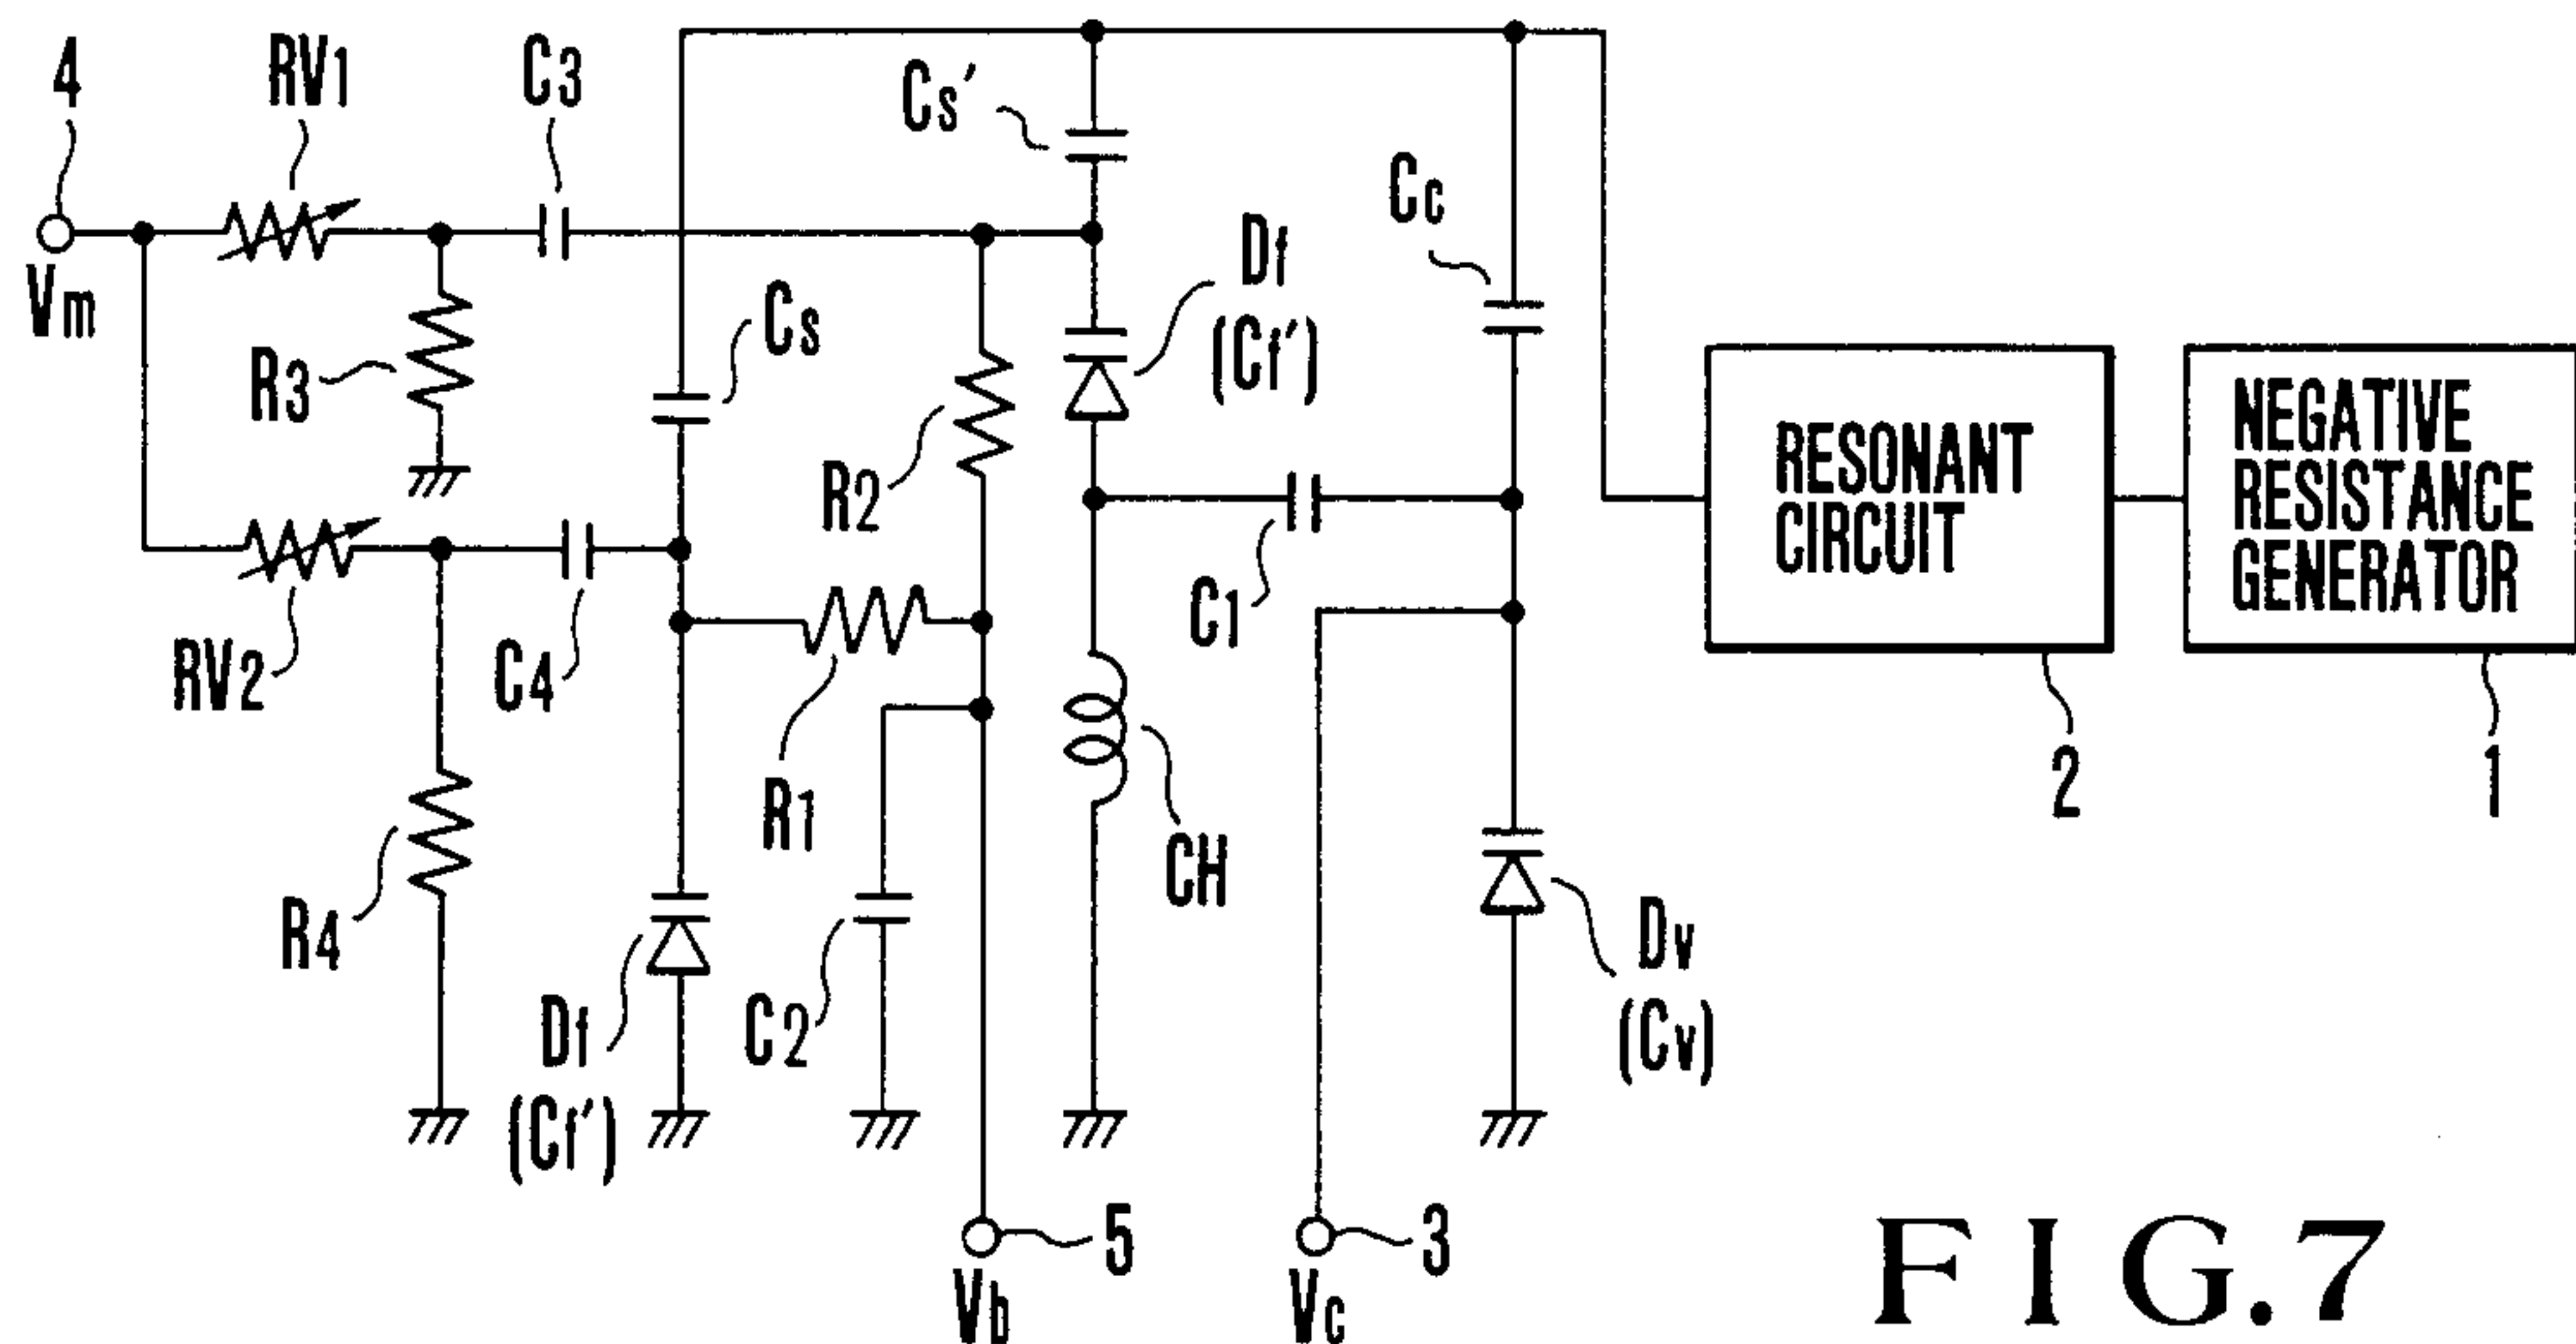 4
RV1
C3
Cs'
Cc
Vm
Df
(Cf')
Cs
R3
R2
RESONANT
CIRCUIT
NEGATIVE
RESISTANCE
GENERATOR
C1
RV2
C4
2
1
R1
CH
R4
Df
(Cf')
C2
Dv
(Cv)
5
3
Vb
Vc
FIG.7